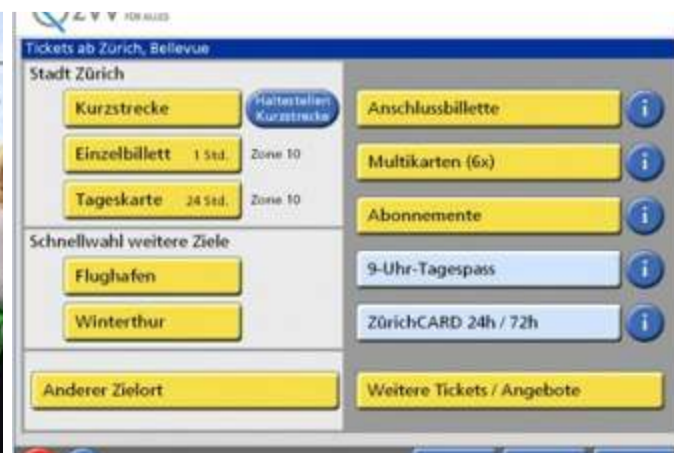 ZVV FÜR ALLES
Tickets ab Zürich, Bellevue
Stadt Zürich
Kurzstrecke
Haltestellen
Kurzstrecke
Einzelbillett 1 Std. Zone 10
Tageskarte 24 Std. Zone 10
Schnellwahl weitere Ziele
Flughafen
Winterthur
Anderer Zielort
Anschlussbillette i
Multikarten (6x) i
Abonnemente i
9-Uhr-Tagespass i
ZürichCARD 24h / 72h i
Weitere Tickets / Angebote